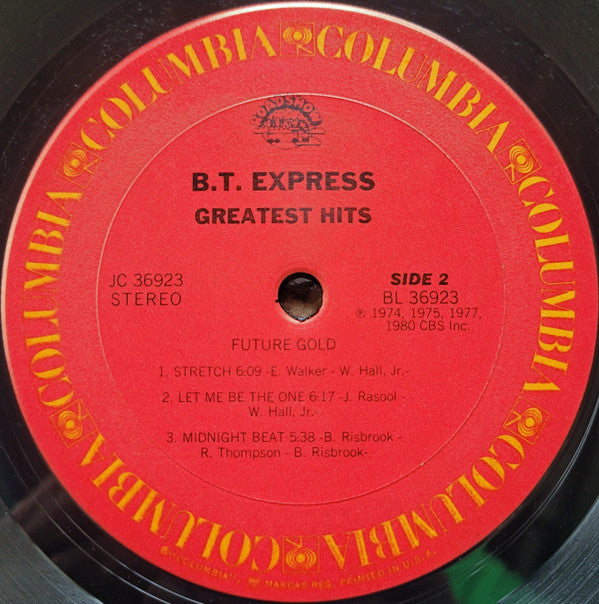 COLUMBIA COLUMBIA COLUMBIA COLUMBIA COLUMBIA COLUMBIA
ROADSHOW
B.T. EXPRESS
GREATEST HITS
JC 36923
STEREO
SIDE 2
BL 36923
℗ 1974, 1975, 1977,
1980 CBS Inc.
FUTURE GOLD
1. STRETCH 6:09 -E. Walker - W. Hall, Jr.-
2. LET ME BE THE ONE 6:17 -J. Rasool -
W. Hall, Jr.-
3. MIDNIGHT BEAT 5:38 -B. Risbrook -
R. Thompson - B. Risbrook-
® "COLUMBIA", MARCAS REG. PRINTED IN U.S.A.